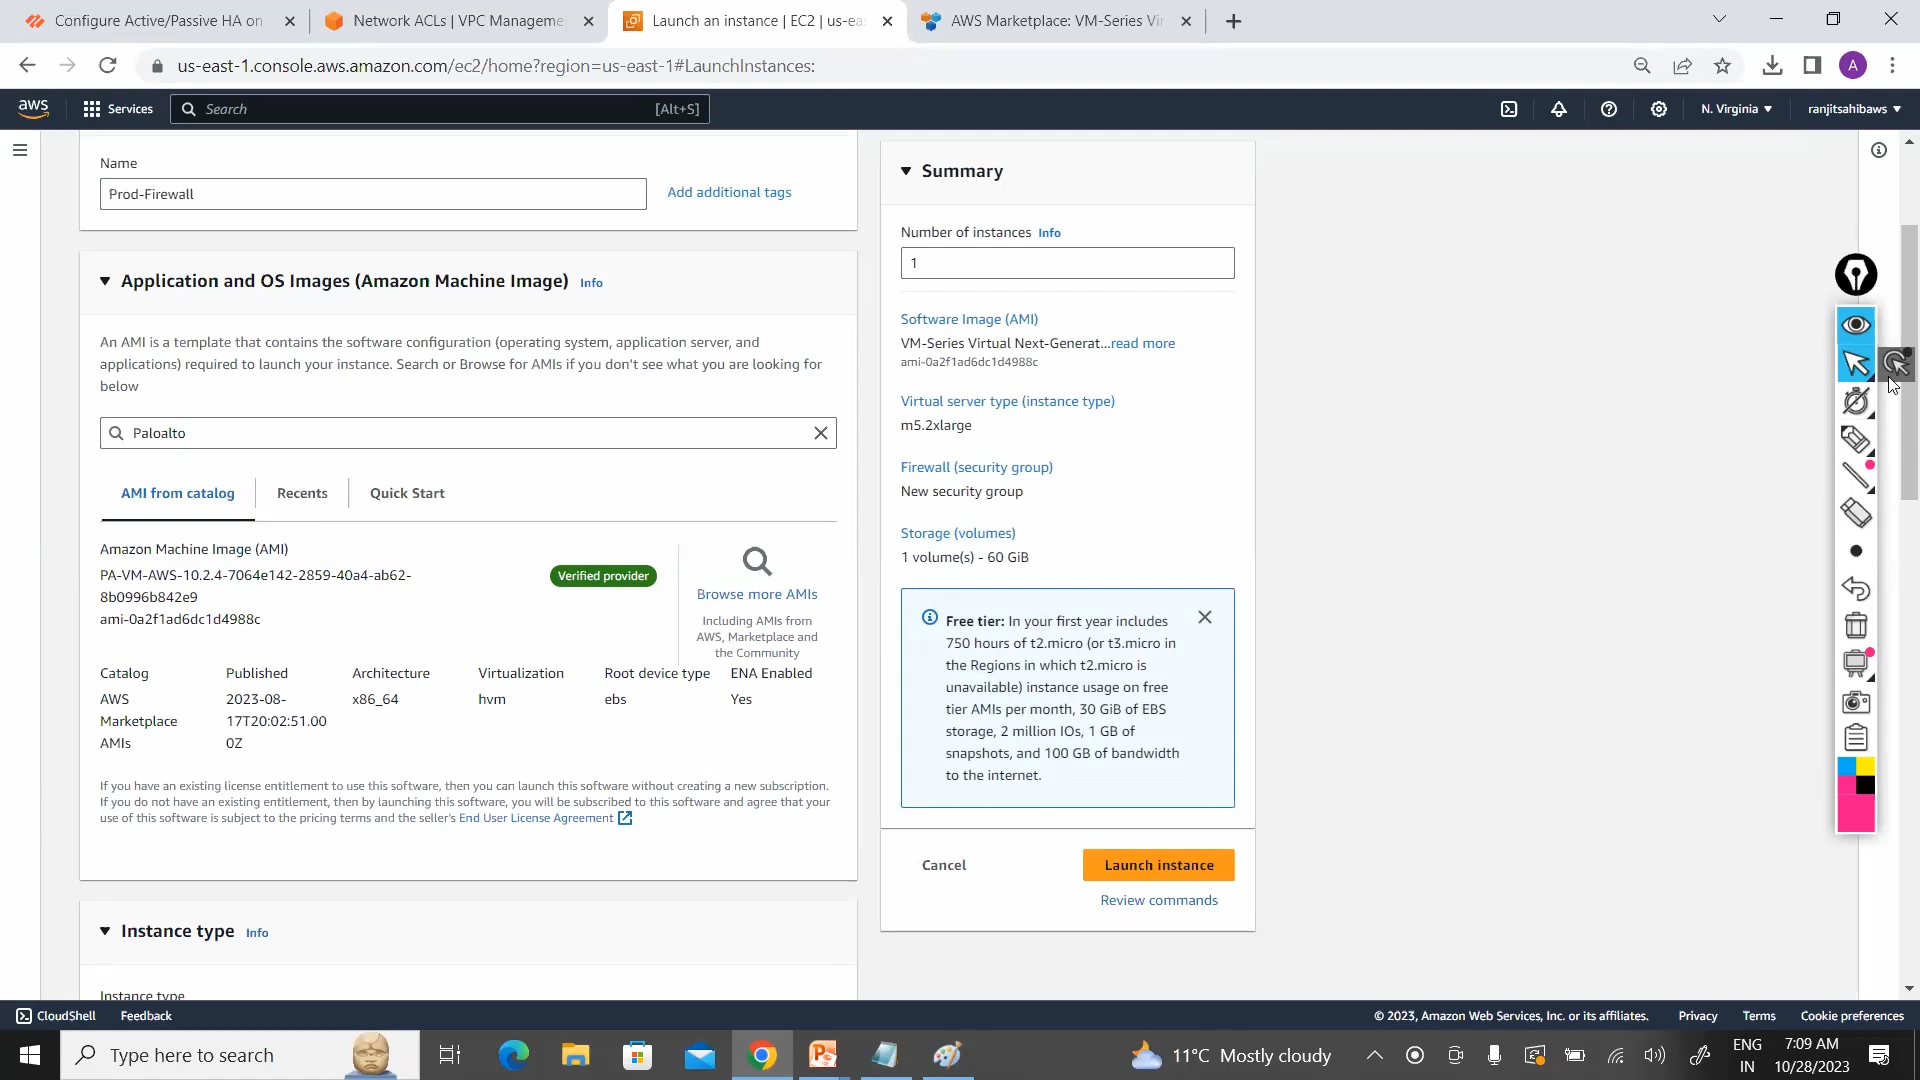 Configure Active/Passive HA on
Network ACLs | VPC Manageme
Launch an instance | EC2 | us-ea
AWS Marketplace: VM-Series Vir
us-east-1.console.aws.amazon.com/ec2/home?region=us-east-1#LaunchInstances:
A
aws
Services
Search
[Alt+S]
N. Virginia
ranjitsahibaws
Name
Prod-Firewall
Add additional tags
Application and OS Images (Amazon Machine Image) Info
An AMI is a template that contains the software configuration (operating system, application server, and
applications) required to launch your instance. Search or Browse for AMIs if you don't see what you are looking for
below
Paloalto
AMI from catalog
Recents
Quick Start
Amazon Machine Image (AMI)
PA-VM-AWS-10.2.4-7064e142-2859-40a4-ab62-
8b0996b842e9
ami-0a2f1ad6dc1d4988c
Verified provider
Browse more AMIs
Including AMIs from
AWS, Marketplace and
the Community
Catalog
Published
Architecture
Virtualization
Root device type
ENA Enabled
AWS
Marketplace
AMIs
2023-08-
17T20:02:51.00
0Z
x86_64
hvm
ebs
Yes
If you have an existing license entitlement to use this software, then you can launch this software without creating a new subscription.
If you do not have an existing entitlement, then by launching this software, you will be subscribed to this software and agree that your
use of this software is subject to the pricing terms and the seller's End User License Agreement
Instance type Info
Instance type
Summary
Number of instances Info
1
Software Image (AMI)
VM-Series Virtual Next-Generat...read more
ami-0a2f1ad6dc1d4988c
Virtual server type (instance type)
m5.2xlarge
Firewall (security group)
New security group
Storage (volumes)
1 volume(s) - 60 GiB
Free tier: In your first year includes
750 hours of t2.micro (or t3.micro in
the Regions in which t2.micro is
unavailable) instance usage on free
tier AMIs per month, 30 GiB of EBS
storage, 2 million IOs, 1 GB of
snapshots, and 100 GB of bandwidth
to the internet.
Cancel
Launch instance
Review commands
CloudShell
Feedback
© 2023, Amazon Web Services, Inc. or its affiliates.
Privacy
Terms
Cookie preferences
Type here to search
11°C Mostly cloudy
ENG
IN
7:09 AM
10/28/2023